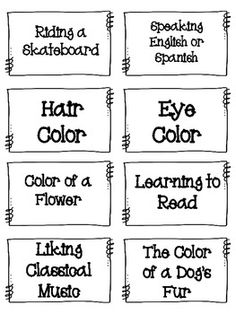 Riding a
Skateboard
Speaking
English or
Spanish
Hair
Color
Eye
Color
Color of a
Flower
Learning to
Read
Liking
Classical
Music
The Color
of a Dog's
Fur